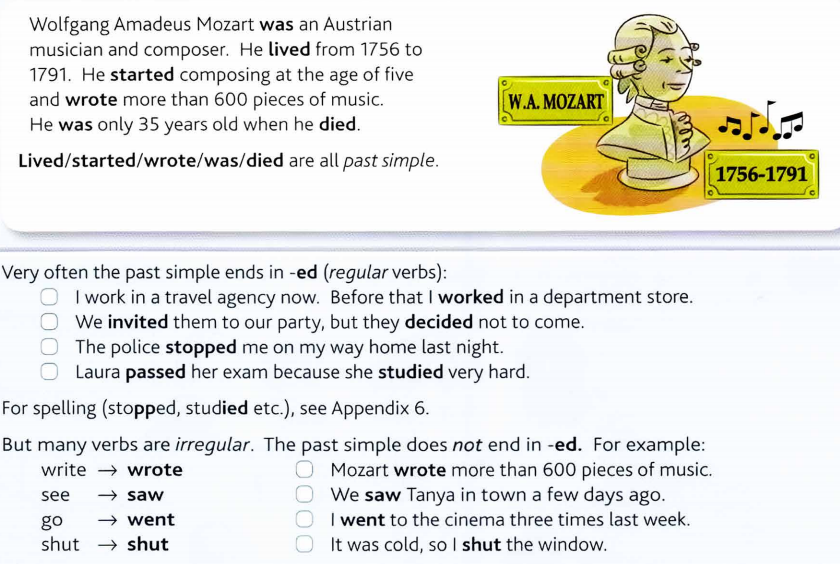 Wolfgang Amadeus Mozart was an Austrian
musician and composer. He lived from 1756 to
1791. He started composing at the age of five
and wrote more than 600 pieces of music.
He was only 35 years old when he died.
Lived/started/wrote/was/died are all past simple.
W.A. MOZART
1756-1791
Very often the past simple ends in -ed (regular verbs):
I work in a travel agency now. Before that I worked in a department store.
We invited them to our party, but they decided not to come.
The police stopped me on my way home last night.
Laura passed her exam because she studied very hard.
For spelling (stopped, studied etc.), see Appendix 6.
But many verbs are irregular. The past simple does not end in -ed. For example:
write → wrote Mozart wrote more than 600 pieces of music.
see → saw We saw Tanya in town a few days ago.
go → went I went to the cinema three times last week.
shut → shut It was cold, so I shut the window.